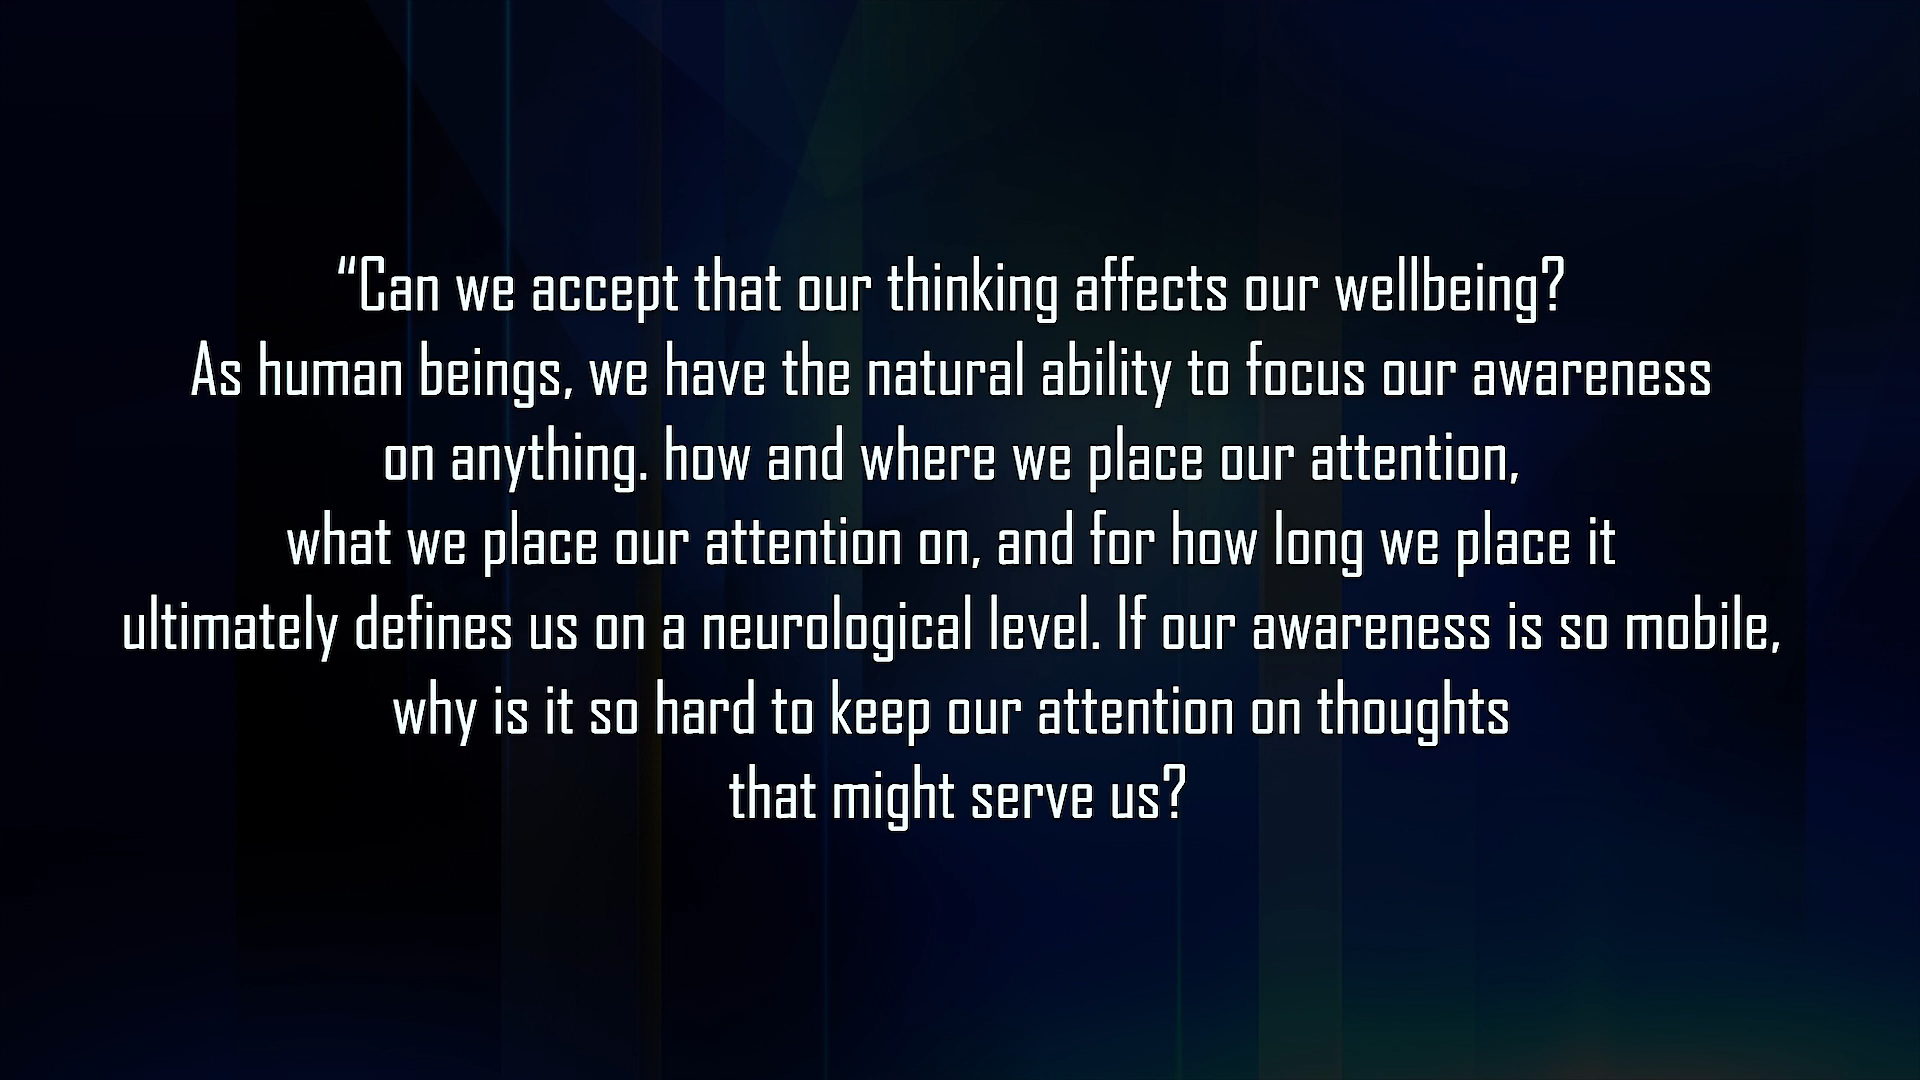 “Can we accept that our thinking affects our wellbeing?
As human beings, we have the natural ability to focus our awareness
on anything. how and where we place our attention,
what we place our attention on, and for how long we place it
ultimately defines us on a neurological level. If our awareness is so mobile,
why is it so hard to keep our attention on thoughts
that might serve us?